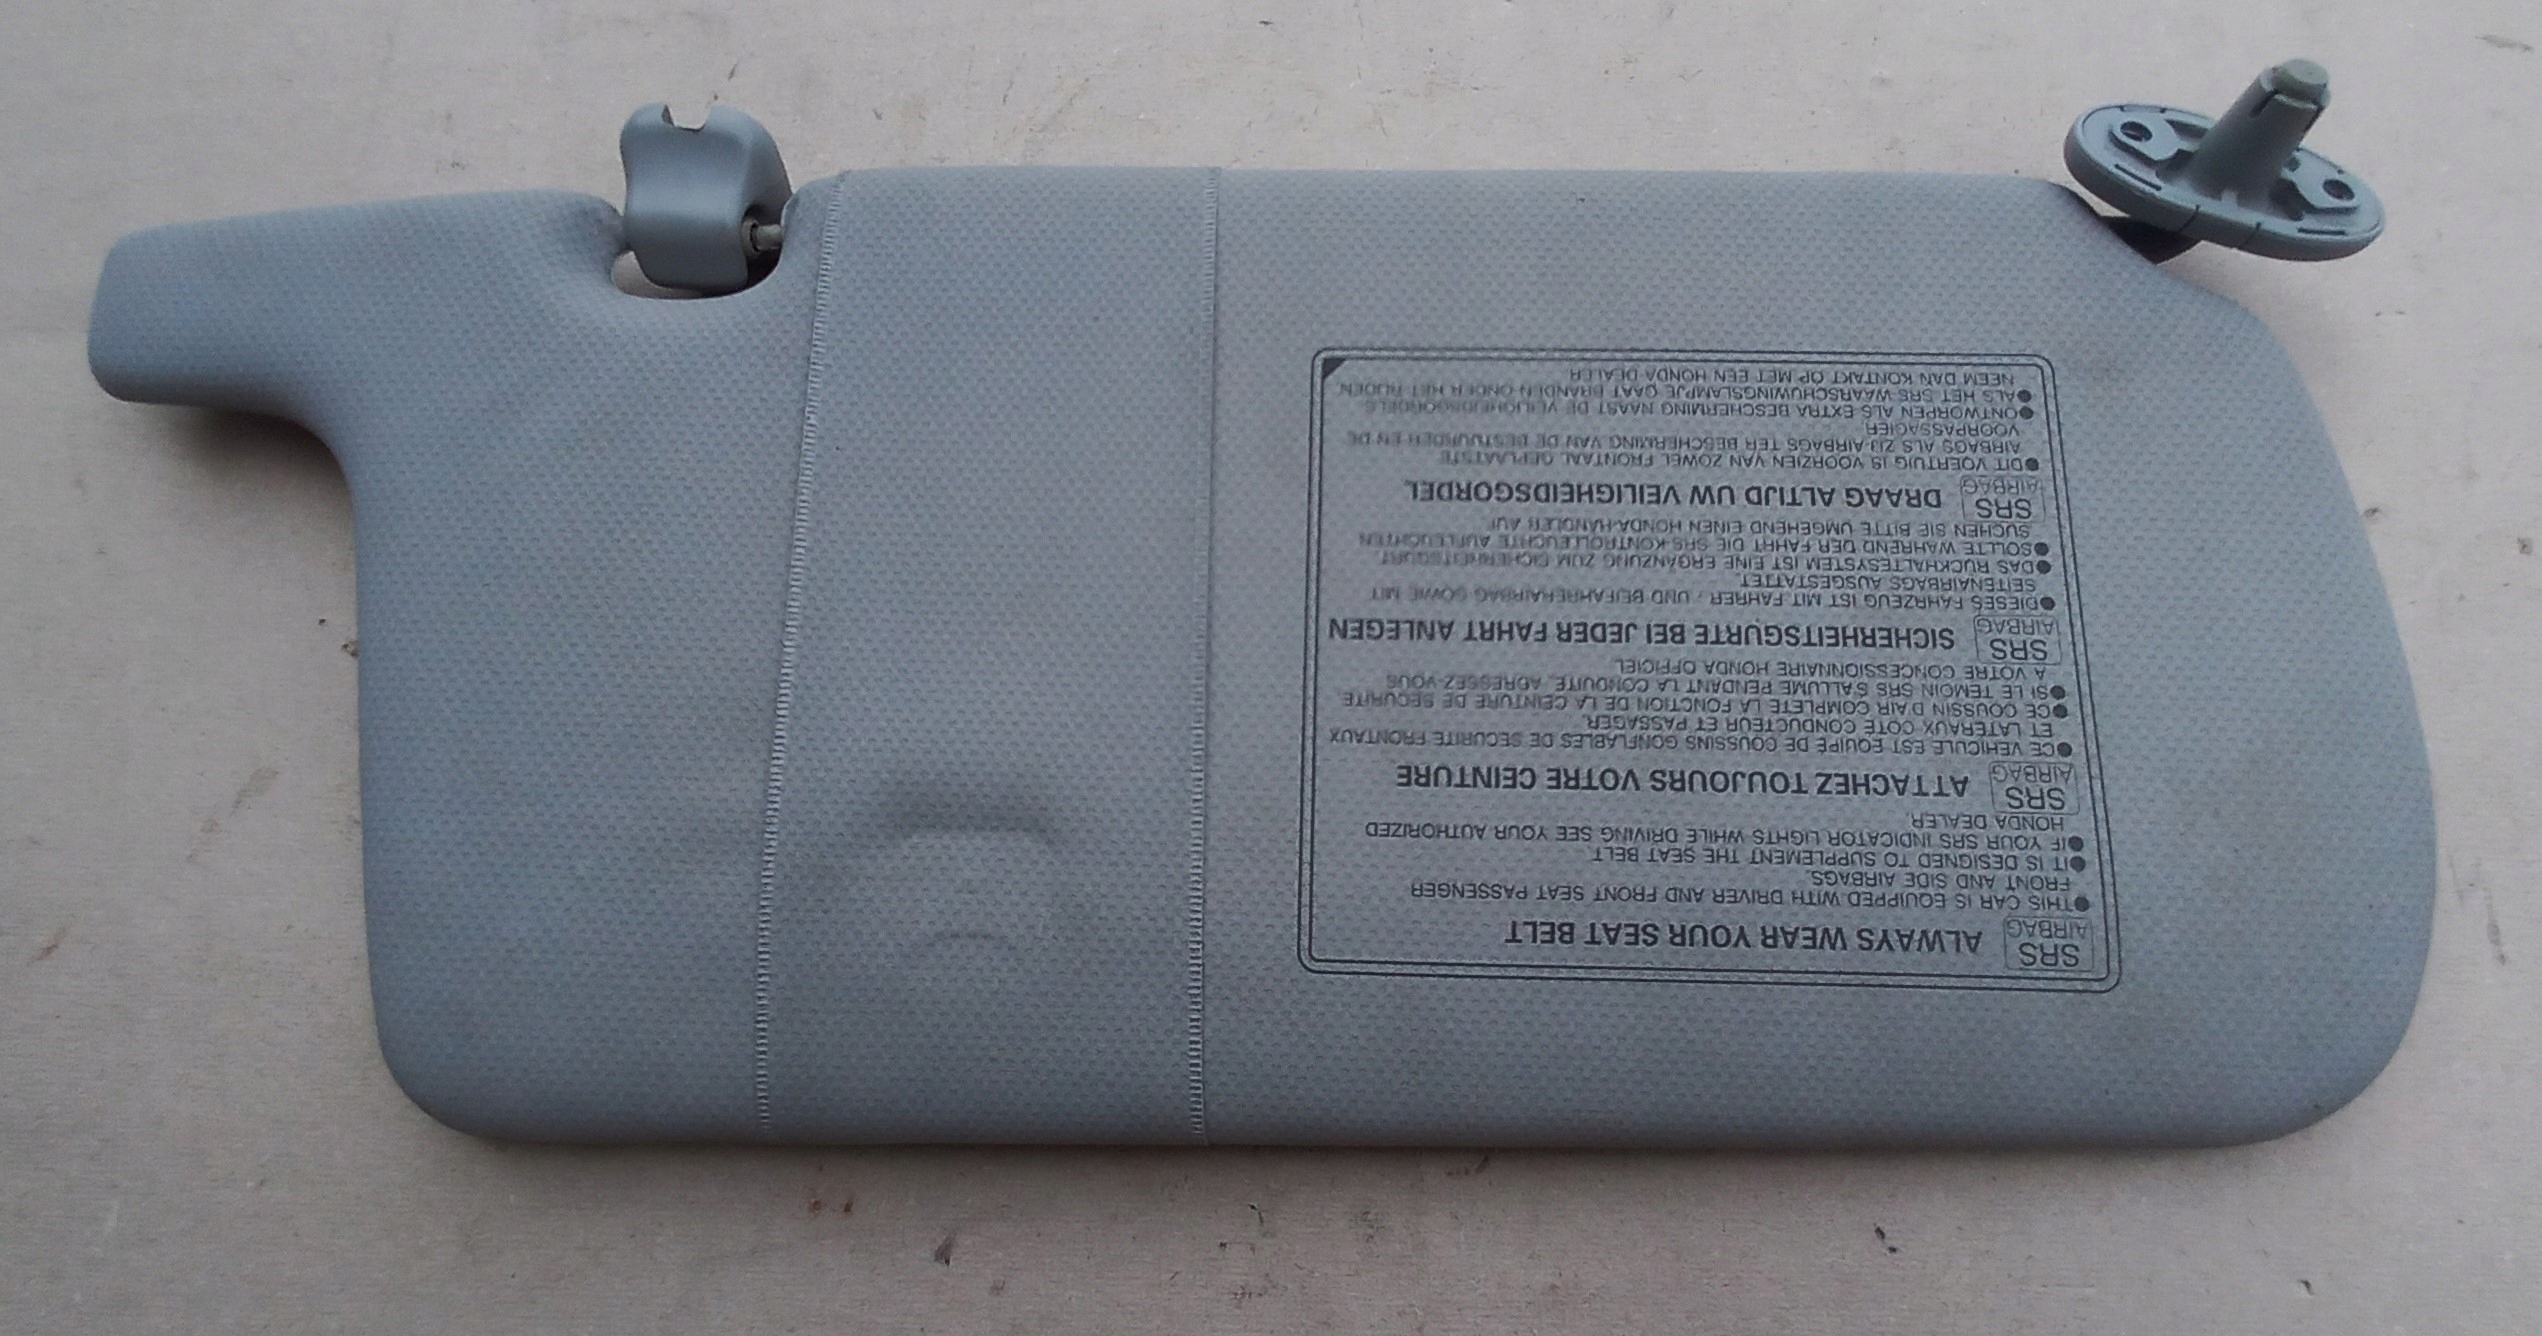 SRS
AIRBAG
ALWAYS WEAR YOUR SEAT BELT
●THIS CAR IS EQUIPPED WITH DRIVER AND FRONT SEAT PASSENGER
FRONT AND SIDE AIRBAGS.
●IT IS DESIGNED TO SUPPLEMENT THE SEAT BELT.
●IF YOUR SRS INDICATOR LIGHTS WHILE DRIVING SEE YOUR AUTHORIZED
HONDA DEALER.
SRS
AIRBAG
ATTACHEZ TOUJOURS VOTRE CEINTURE
●CE VEHICULE EST EQUIPÉ DE COUSSINS GONFLABLES DE SECURITE FRONTAUX
ET LATERAUX COTE CONDUCTEUR ET PASSAGER.
●CE COUSSIN D'AIR COMPLETE LA FONCTION DE LA CEINTURE DE SECURITE
●SI LE TEMOIN SRS S'ALLUME PENDANT LA CONDUITE, ADRESSEZ-VOUS
A VOTRE CONCESSIONNAIRE HONDA OFFICIEL.
SRS
AIRBAG
SICHERHEITSGURTE BEI JEDER FAHRT ANLEGEN
●DIESES FAHRZEUG IST MIT FAHRER - UND BEIFAHRERAIRBAG SOWIE MIT
SEITENAIRBAGS AUSGESTATTET.
●DAS RÜCKHALTESYSTEM IST EINE ERGÄNZUNG ZUM SICHERHEITSGURT
●SOLLTE WÄHREND DER FAHRT DIE SRS-KONTROLLEUCHTE AUFLEUCHTEN
SUCHEN SIE BITTE UMGEHEND EINEN HONDA-HÄNDLER AUF.
SRS
AIRBAG
DRAAG ALTIJD UW VEILIGHEIDSGORDEL
●DIT VOERTUIG IS VOORZIEN VAN ZOWEL FRONTAAL GEPLAATSTE
AIRBAGS ALS ZIJ-AIRBAGS TER BESCHERMING VAN DE BESTUURDER EN DE
VOORPASSAGIER
●ONTWORPEN ALS EXTRA BESCHERMING NAAST DE VEILIGHEIDSGORDELS
●ALS HET SRS-WAARSCHUWINGSLAMPJE GAAT BRANDEN ONDER HET RIJDEN,
NEEM DAN KONTAKT OP MET EEN HONDA DEALER